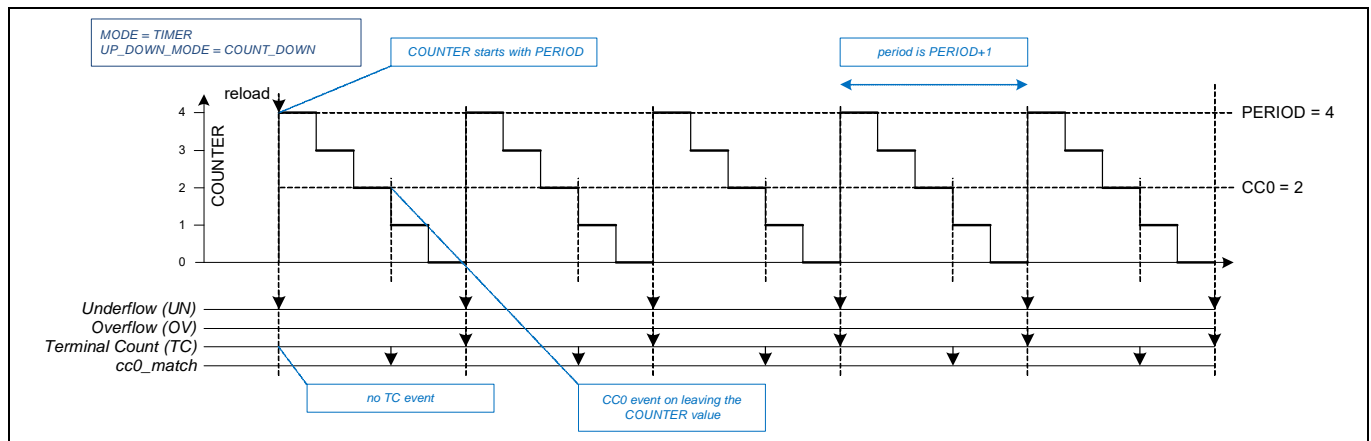 MODE = TIMER
UP_DOWN_MODE = COUNT_DOWN
COUNTER starts with PERIOD
period is PERIOD+1
reload
4
3
2
1
0
COUNTER
PERIOD = 4
CC0 = 2
Underflow (UN)
Overflow (OV)
Terminal Count (TC)
cc0_match
no TC event
CC0 event on leaving the
COUNTER value